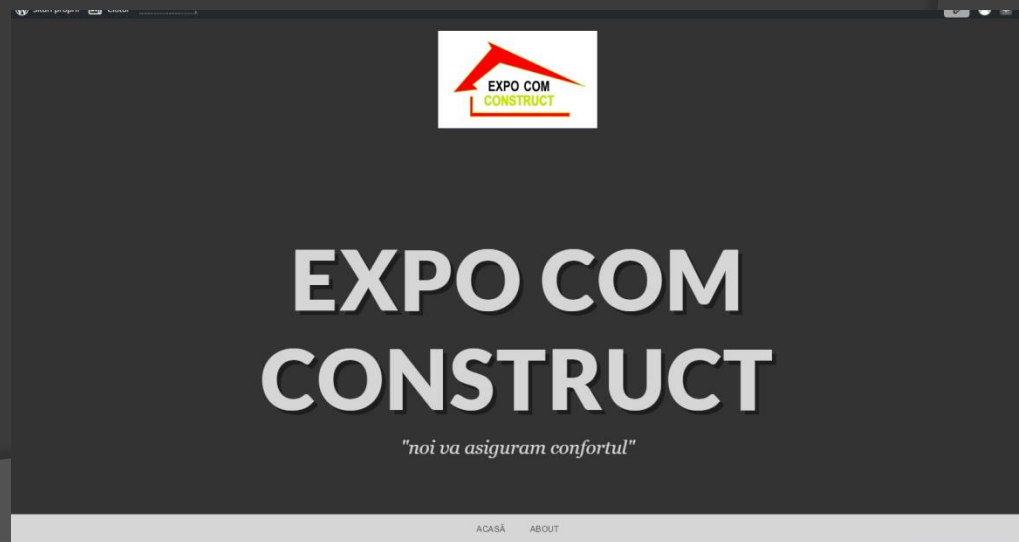 EXPO COM
CONSTRUCT
EXPO COM
CONSTRUCT
"noi va asiguram confortul"
ACASĂ ABOUT